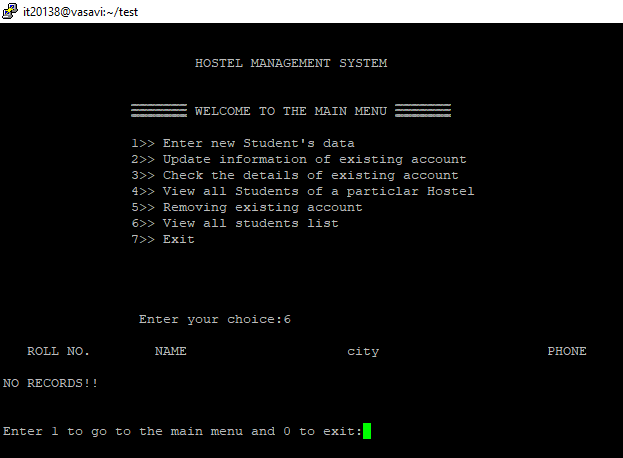 it20138@vasavi:~/test
HOSTEL MANAGEMENT SYSTEM
WELCOME TO THE MAIN MENU
1>> Enter new Student's data
2>> Update information of existing account
3>> Check the details of existing account
4>> View all Students of a particlar Hostel
5>> Removing existing account
6>> View all students list
7>> Exit
Enter your choice:6
ROLL NO. NAME city PHONE
NO RECORDS!!
Enter 1 to go to the main menu and 0 to exit: